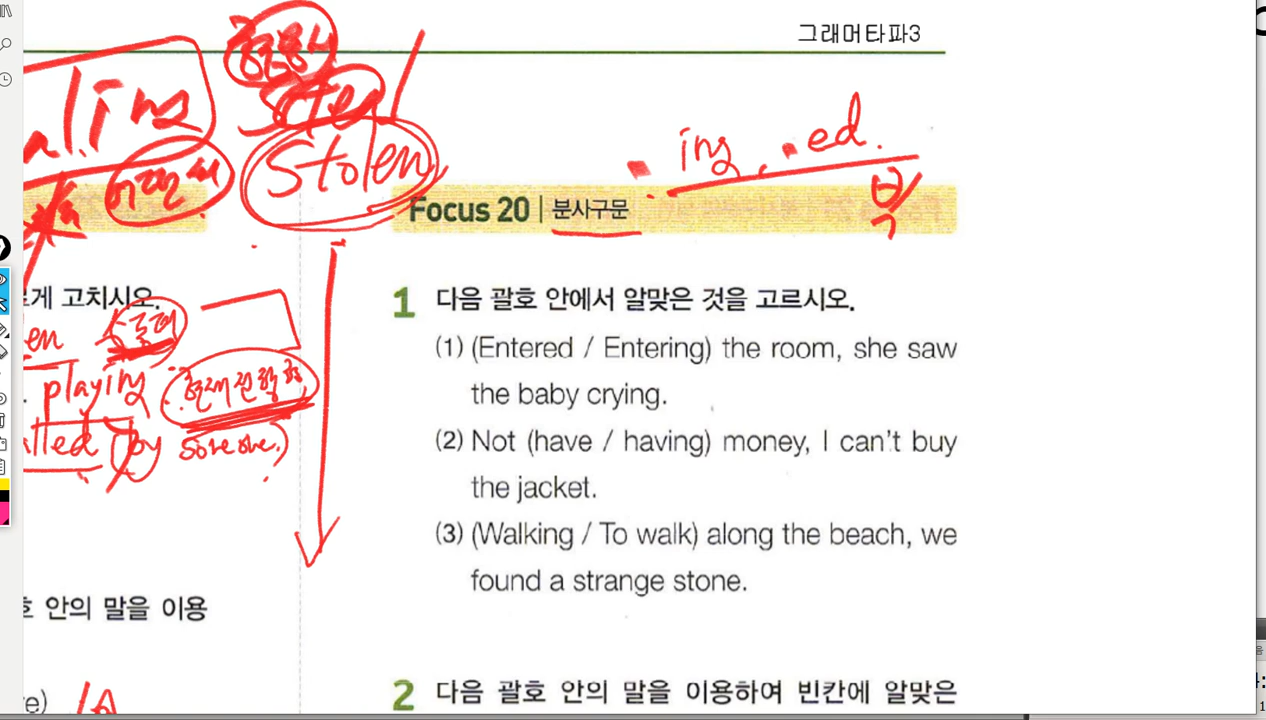 그래머타파3
ing, ed.
Stolen
Focus 20 | 분사구문
게 고치시오.
playing
(by
호 안의 말을 이용
1 다음 괄호 안에서 알맞은 것을 고르시오.
(1) (Entered / Entering) the room, she saw
the baby crying.
(2) Not (have / having) money, I can't buy
the jacket.
(3) (Walking / To walk) along the beach, we
found a strange stone.
2 다음 괄호 안의 말을 이용하여 빈칸에 알맞은